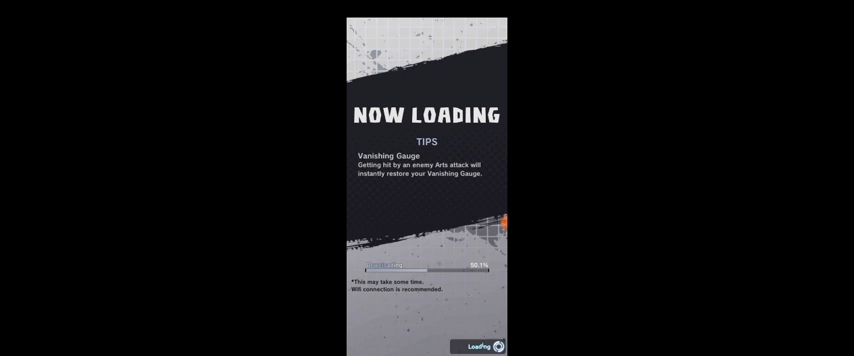 NOW LOADING
TIPS
Vanishing Gauge
Getting hit by an enemy Arts attack will
instantly restore your Vanishing Gauge.
Downloading 50.1%
*This may take some time.
Wifi connection is recommended.
Loading